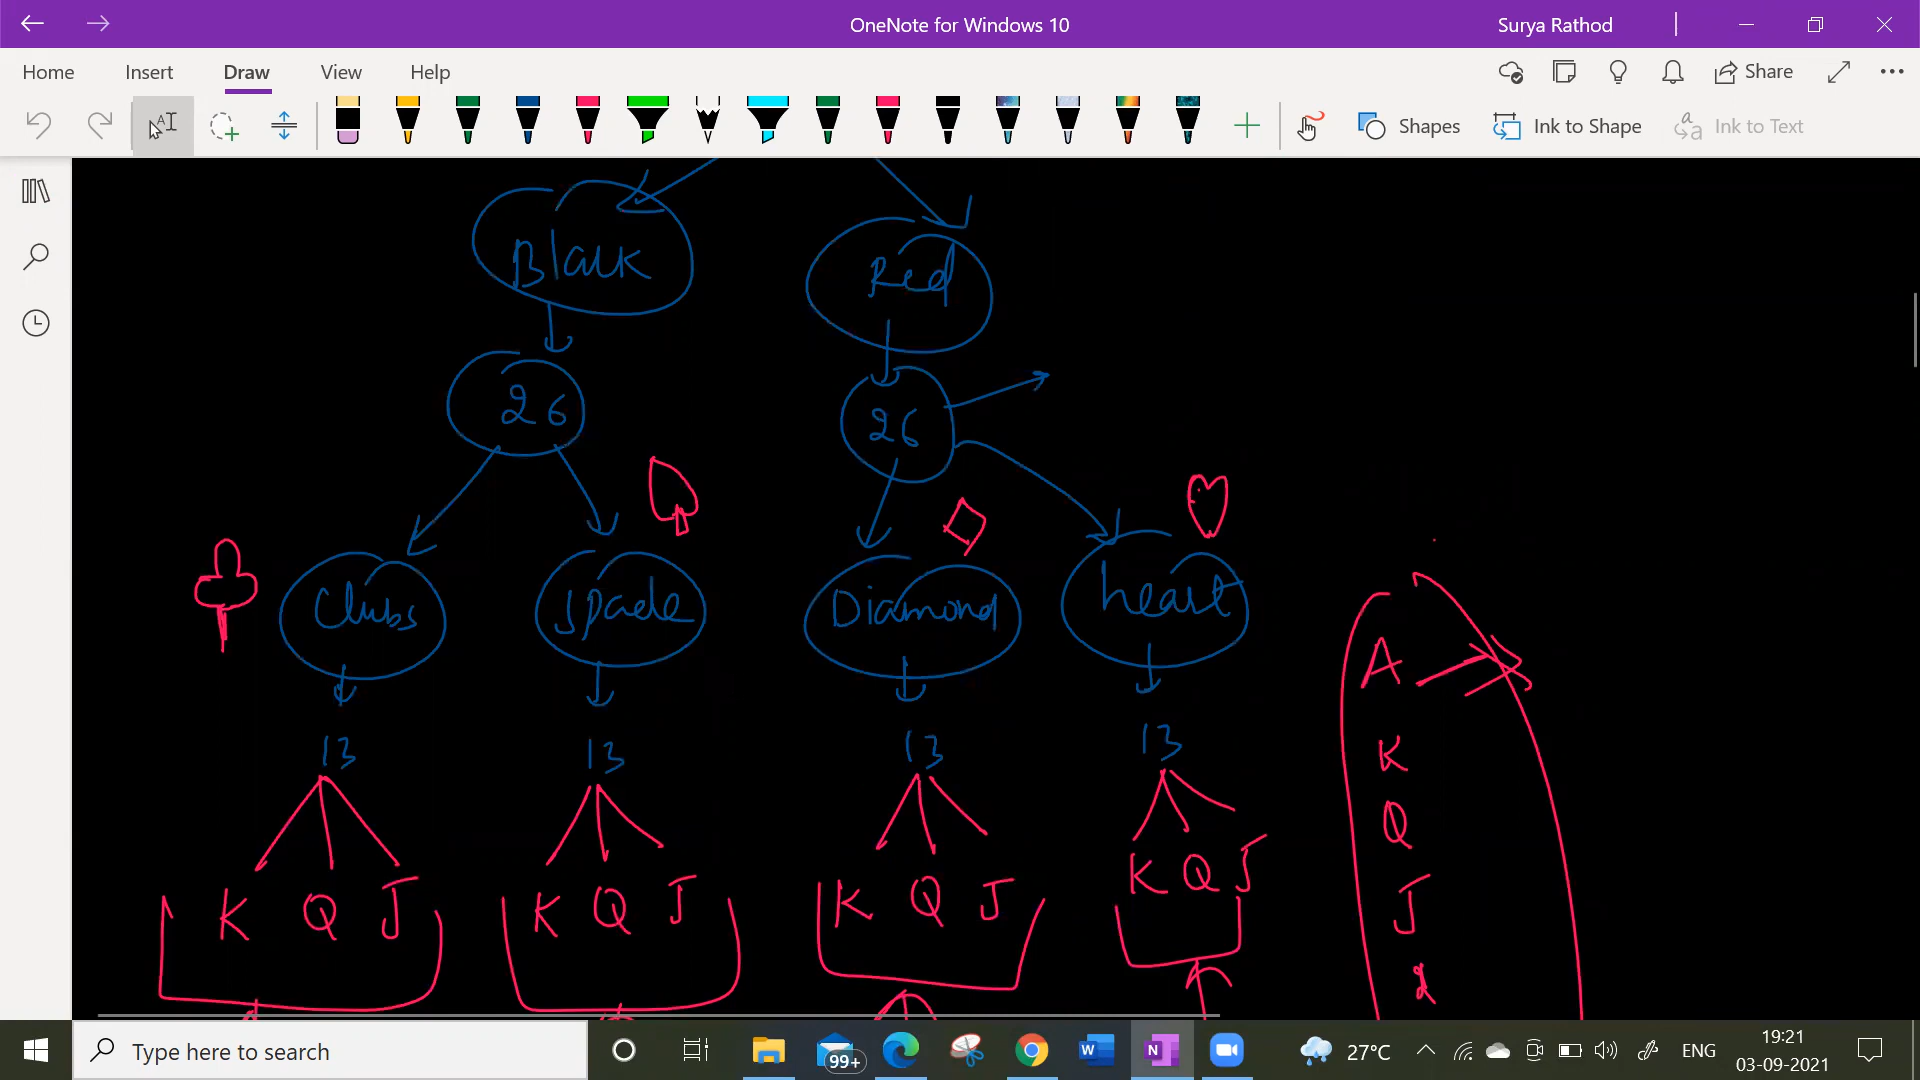 OneNote for Windows 10
Surya Rathod
Home Insert Draw View Help
Share
Shapes Ink to Shape Ink to Text
Black Red
26 26
Clubs Spade Diamond heart
13 13 13 13
K Q J K Q J K Q J K Q J
A
K
Q
J
2
Type here to search
99+
27°C
ENG
19:21
03-09-2021